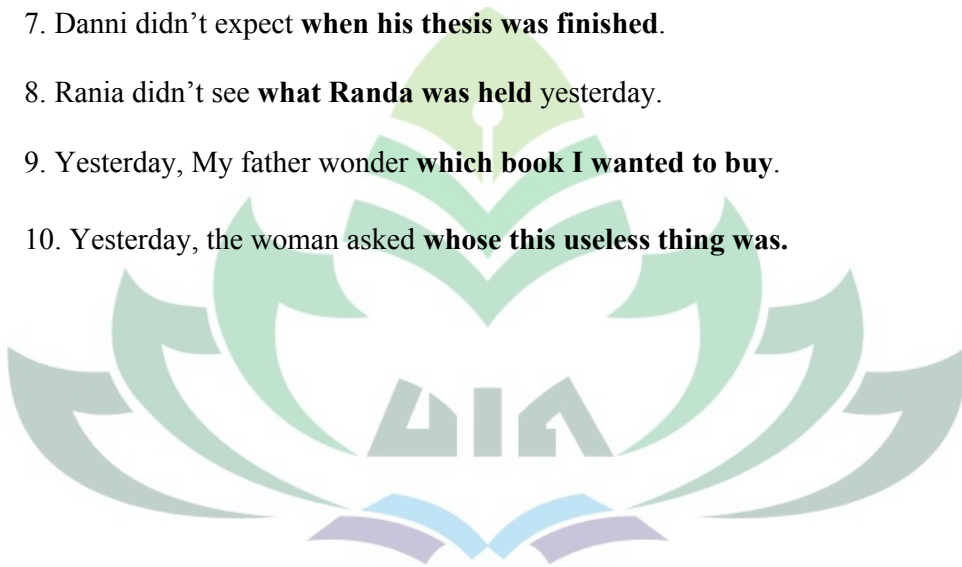 7. Danni didn’t expect when his thesis was finished.
8. Rania didn’t see what Randa was held yesterday.
9. Yesterday, My father wonder which book I wanted to buy.
10. Yesterday, the woman asked whose this useless thing was.
UIN